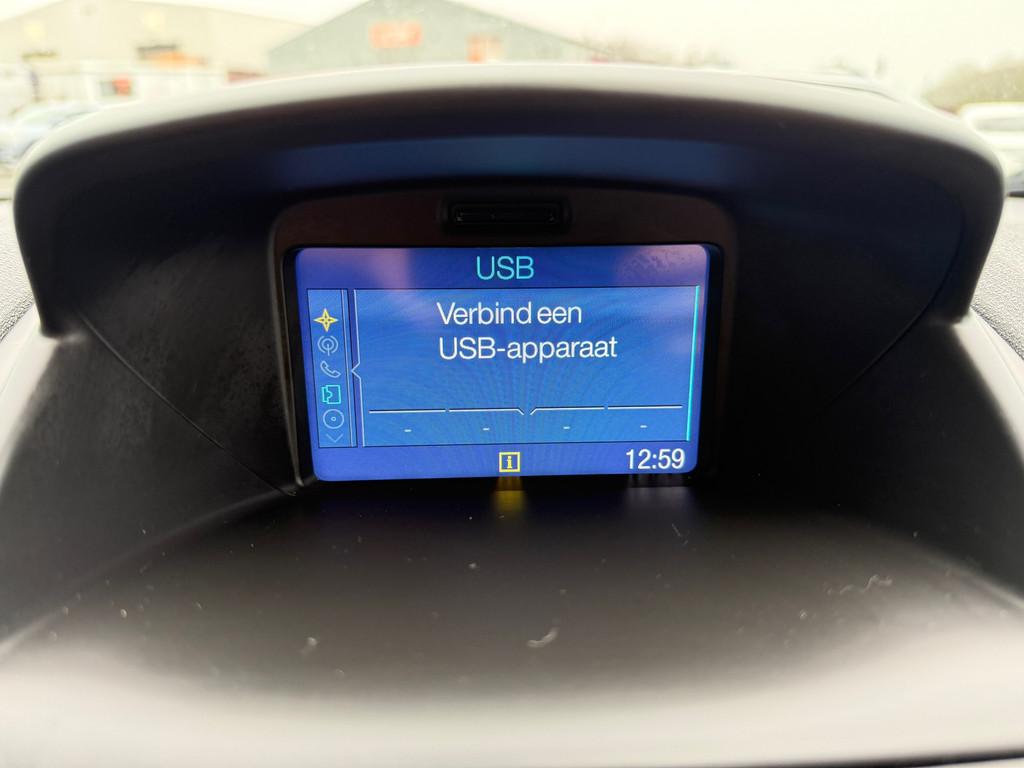 USB
Verbind een
USB-apparaat
- - - -
i 12:59